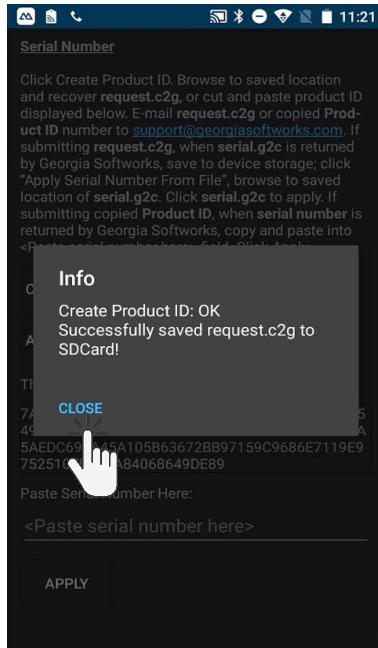 11:21
Serial Number
Click Create Product ID. Browse to saved location
and recover request.c2g, or cut and paste product ID
displayed below. E-mail request.c2g or copied Prod-
uct ID number to support@georgiasoftworks.com. If
submitting request.c2g, when serial.g2c is returned
by Georgia Softworks, save to device storage; click
“Apply Serial Number From File”, browse to saved
location of serial.g2c. Click serial.g2c to apply. If
submitting copied Product ID, when serial number is
returned by Georgia Softworks, copy and paste into
Info
Create Product ID: OK
Successfully saved request.c2g to
SDCard!
CLOSE
Paste Serial Number Here:
<Paste serial number here>
APPLY